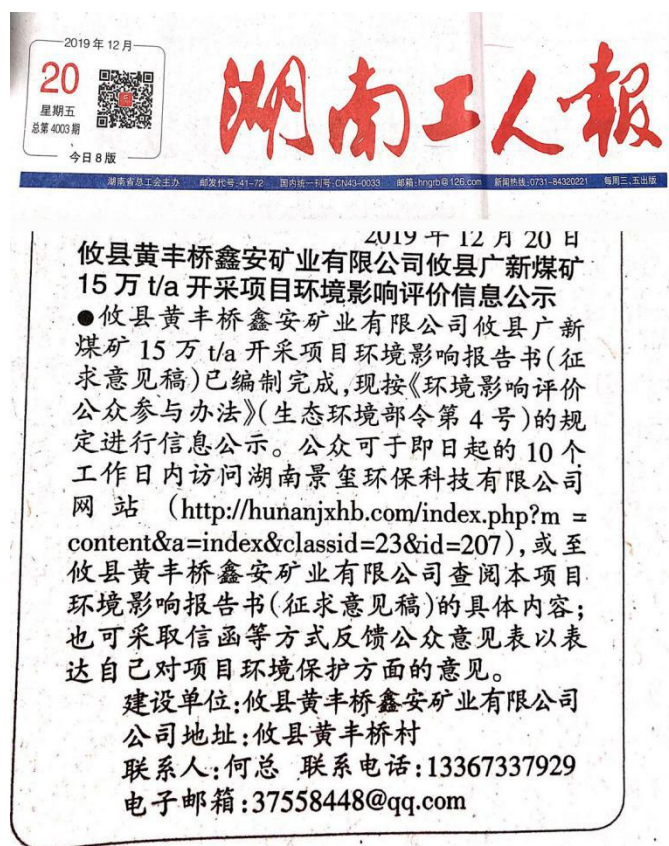 2019年12月
20
星期五
总第4003期
今日8版
湖南工人报
湖南省总工会主办 邮发代号:41-72 国内统一刊号:CN43-0033 邮箱:hngrb@126.com 新闻热线:0731-84320221 每周三、五出版
2019年12月20日
攸县黄丰桥鑫安矿业有限公司攸县广新煤矿
15万t/a开采项目环境影响评价信息公示
●攸县黄丰桥鑫安矿业有限公司攸县广新
煤矿15万t/a开采项目环境影响报告书(征
求意见稿)已编制完成,现按《环境影响评价
公众参与办法》(生态环境部令第4号)的规
定进行信息公示。公众可于即日起的10个
工作日内访问湖南景玺环保科技有限公司
网站 (http://hunanjxhb.com/index.php?m=
content&a=index&classid=23&id=207),或至
攸县黄丰桥鑫安矿业有限公司查阅本项目
环境影响报告书(征求意见稿)的具体内容;
也可采取信函等方式反馈公众意见表以表
达自己对项目环境保护方面的意见。
建设单位:攸县黄丰桥鑫安矿业有限公司
公司地址:攸县黄丰桥村
联系人:何总 联系电话:13367337929
电子邮箱:37558448@qq.com